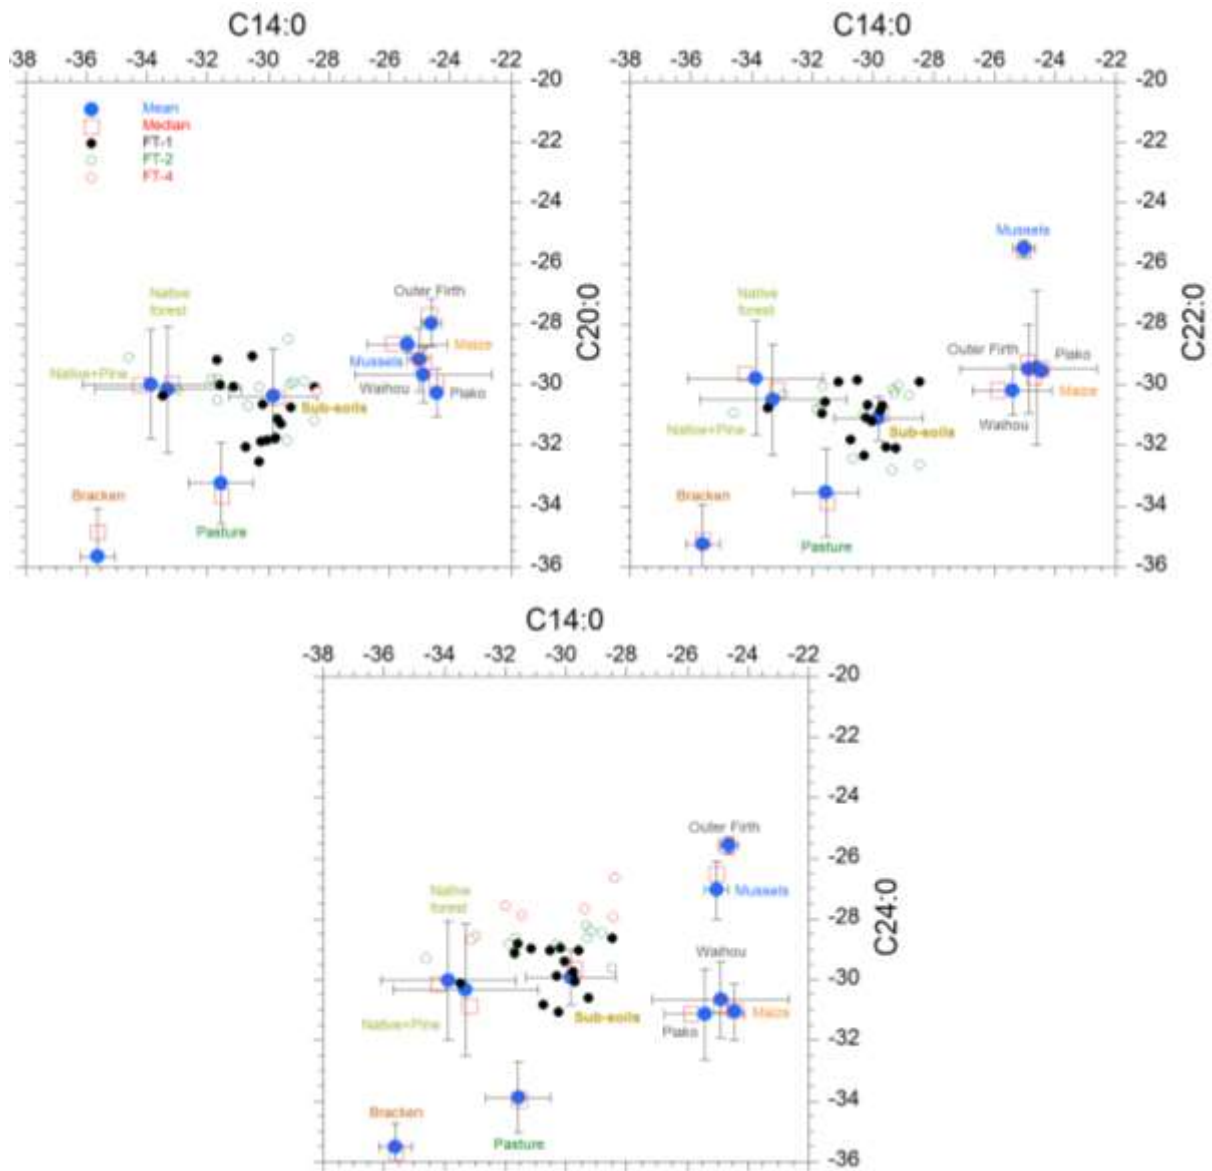 C14:0
-38 -36 -34 -32 -30 -28 -26 -24 -22
-20
-22
-24
-26
-28
-30
-32
-34
-36
C20:0
Mean
Median
FT-1
FT-2
FT-4
Native
forest
Native+Pine
Bracken
Pasture
Sub-soils
Outer Firth
Mussels
Maize
Waihou
Piako
C14:0
-38 -36 -34 -32 -30 -28 -26 -24 -22
-20
-22
-24
-26
-28
-30
-32
-34
-36
C22:0
Mussels
Native
forest
Native+Pine
Bracken
Pasture
Sub-soils
Outer Firth
Piako
Maize
Waihou
C14:0
-38 -36 -34 -32 -30 -28 -26 -24 -22
-20
-22
-24
-26
-28
-30
-32
-34
-36
C24:0
Outer Firth
Mussels
Native
forest
Native+Pine
Waihou
Sub-soils
Piako
Maize
Bracken
Pasture